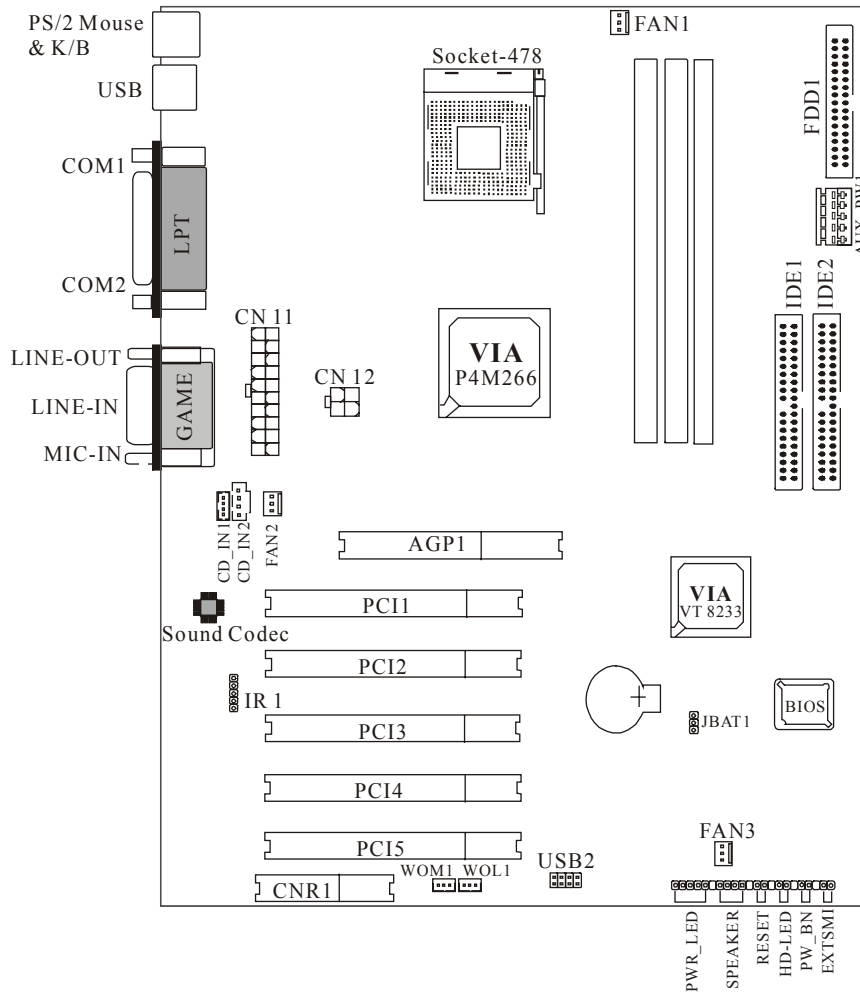 PS/2 Mouse
& K/B
FAN1
Socket-478
USB
FDD1
COM1
LPT
AUX_PW1
COM2
IDE1
IDE2
CN 11
LINE-OUT
VIA
P4M266
CN 12
GAME
LINE-IN
MIC-IN
CD_IN1
CD_IN2
FAN2
AGP1
VIA
VT 8233
PCI1
Sound Codec
PCI2
IR 1
BIOS
JBAT1
PCI3
PCI4
FAN3
PCI5
WOM1
WOL1
USB2
CNR1
PWR_LED
SPEAKER
RESET
HD-LED
PW_BN
EXTSMI